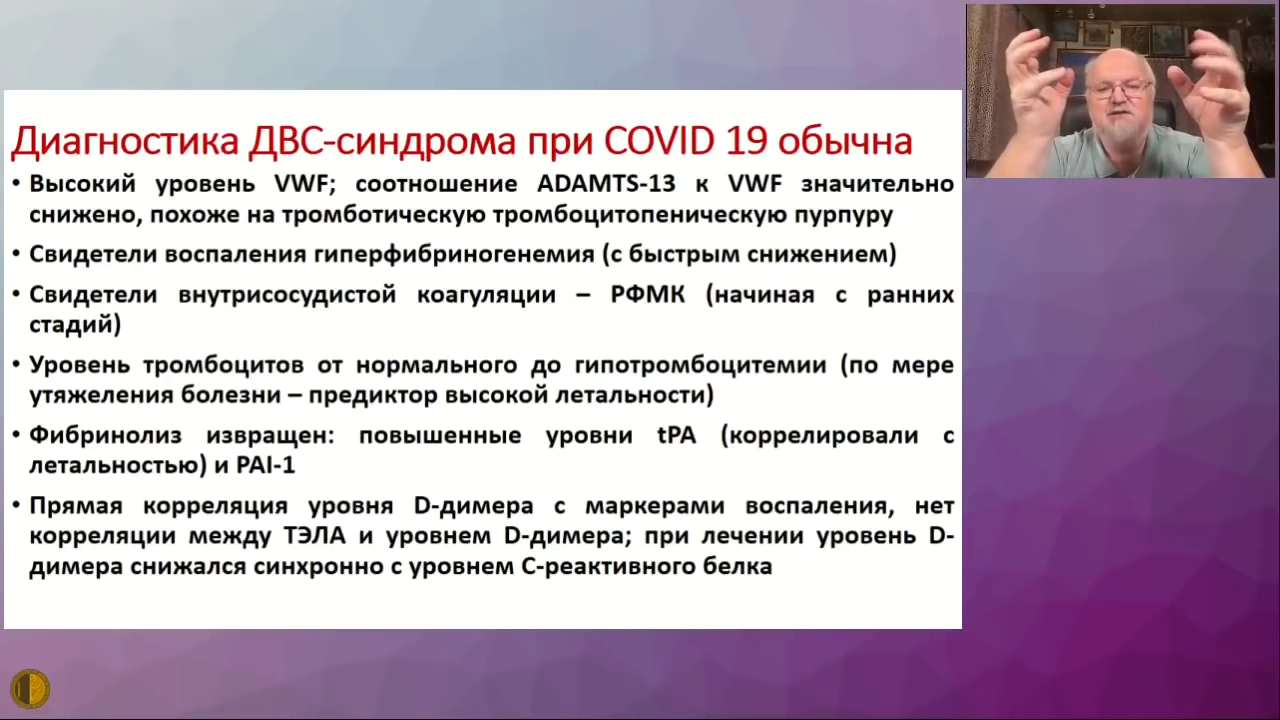 Диагностика ДВС-синдрома при COVID 19 обычна
• Высокий уровень VWF; соотношение ADAMTS-13 к VWF значительно
снижено, похоже на тромботическую тромбоцитопеническую пурпуру
• Свидетели воспаления гиперфибриногенемия (с быстрым снижением)
• Свидетели внутрисосудистой коагуляции – РФМК (начиная с ранних
стадий)
• Уровень тромбоцитов от нормального до гипотромбоцитемии (по мере
утяжеления болезни – предиктор высокой летальности)
• Фибринолиз извращен: повышенные уровни tPA (коррелировали с
летальностью) и PAI-1
• Прямая корреляция уровня D-димера с маркерами воспаления, нет
корреляции между ТЭЛА и уровнем D-димера; при лечении уровень D-
димера снижался синхронно с уровнем С-реактивного белка